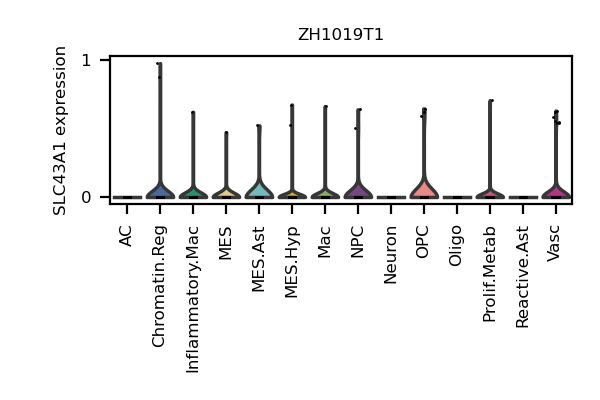 ZH1019T1
SLC43A1 expression
1
0
AC
Chromatin.Reg
Inflammatory.Mac
MES
MES.Ast
MES.Hyp
Mac
NPC
Neuron
OPC
Oligo
Prolif.Metab
Reactive.Ast
Vasc